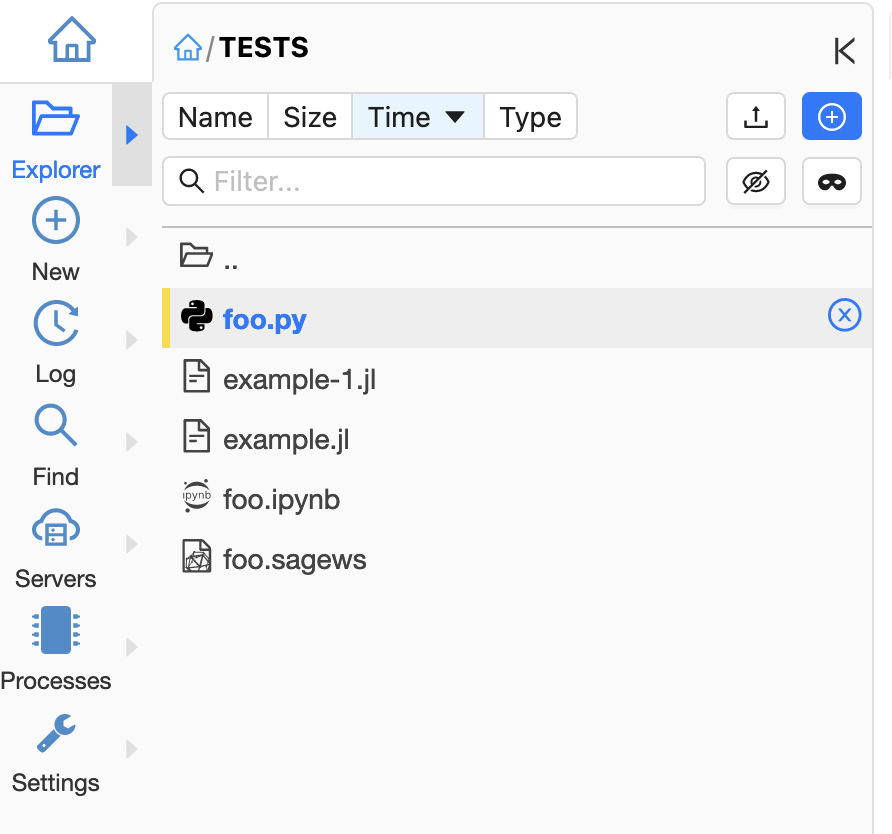 / TESTS
Name Size Time Type
Explorer
Filter...
New
..
Log
foo.py
example-1.jl
Find
example.jl
ipynb foo.ipynb
Servers
foo.sagews
Processes
Settings